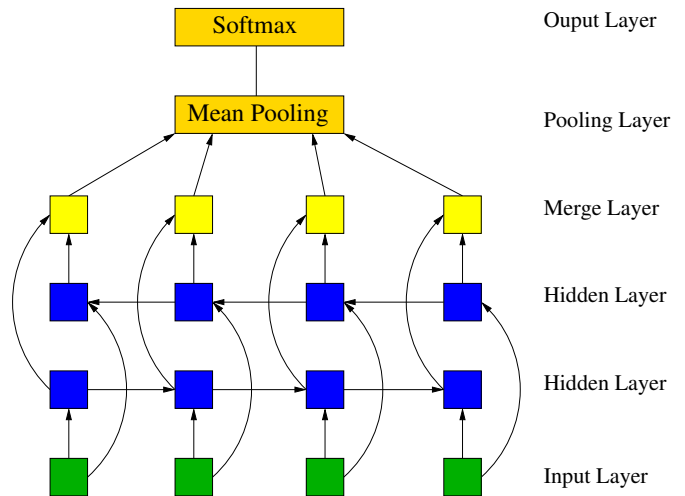 Softmax
Ouput Layer
Mean Pooling
Pooling Layer
Merge Layer
Hidden Layer
Hidden Layer
Input Layer